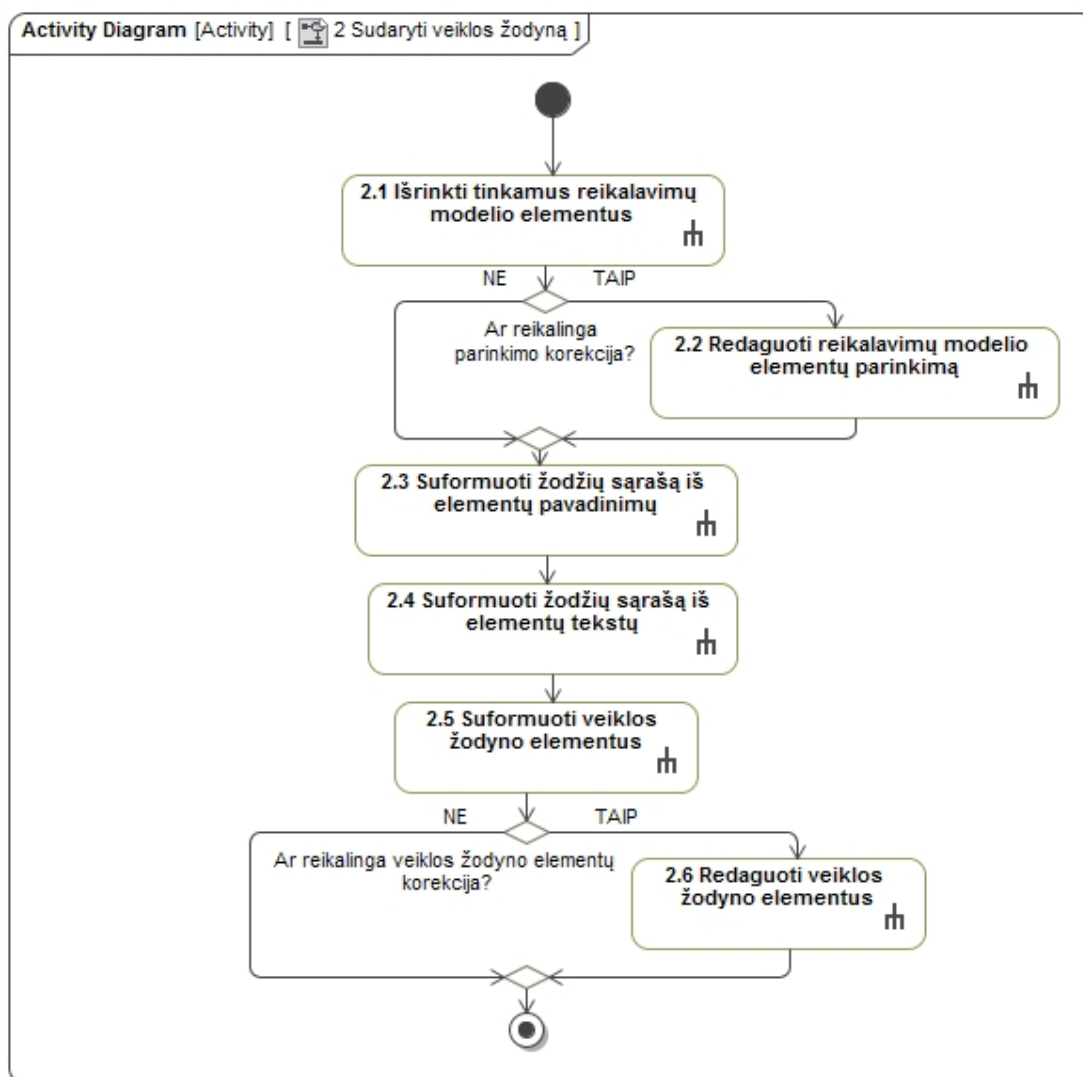 Activity Diagram [Activity] [ 2 Sudaryti veiklos žodyną ]
2.1 Išrinkti tinkamus reikalavimų
modelio elementus
NE
TAIP
Ar reikalinga
parinkimo korekcija?
2.2 Redaguoti reikalavimų modelio
elementų parinkimą
2.3 Suformuoti žodžių sąrašą iš
elementų pavadinimų
2.4 Suformuoti žodžių sąrašą iš
elementų tekstų
2.5 Suformuoti veiklos
žodyno elementus
NE
TAIP
Ar reikalinga veiklos žodyno elementų
korekcija?
2.6 Redaguoti veiklos
žodyno elementus